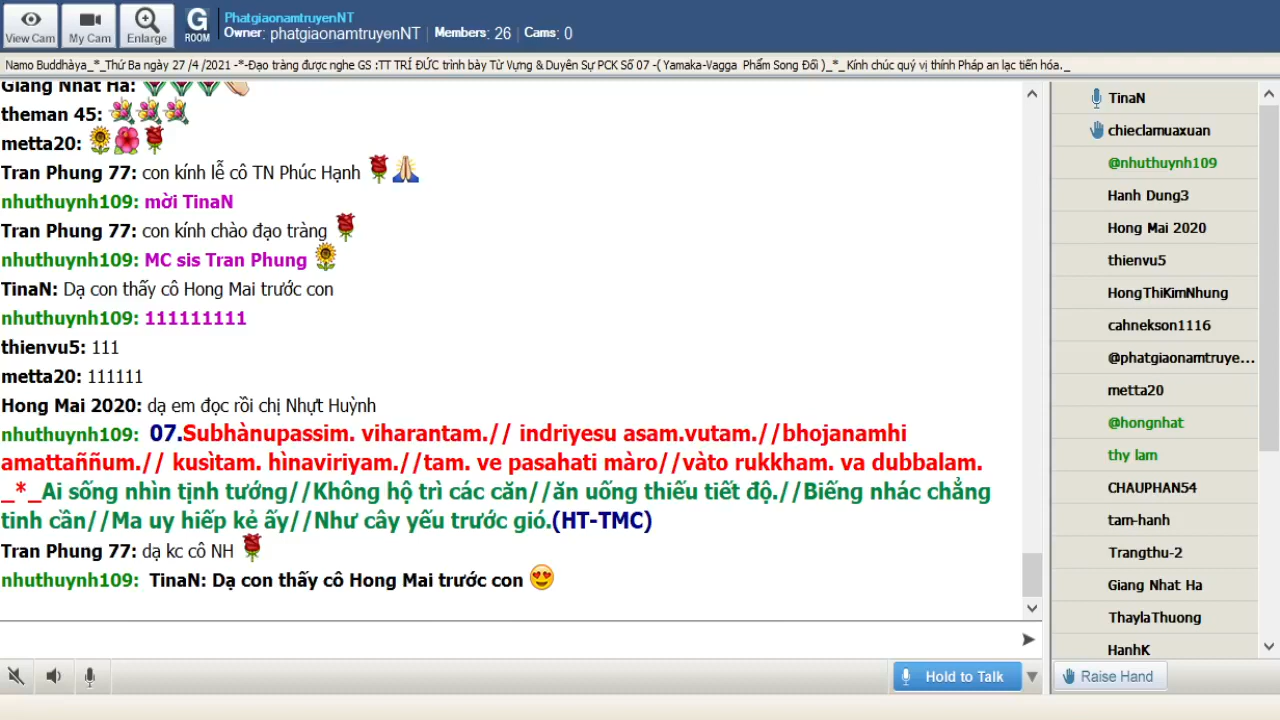 View Cam
My Cam
Enlarge
G
ROOM
PhatgiaonamtruyenNT
Owner: phatgiaonamtruyenNT | Members: 26 | Cams: 0
Namo Buddhàya_*_Thứ Ba ngày 27 /4 /2021 -*-Đạo tràng được nghe GS :TT TRÍ ĐỨC trình bày Từ Vựng & Duyên Sự PCK Số 07 -( Yamaka-Vagga Phẩm Song Đối )_*_ Kính chúc quý vị thính Pháp an lạc tiến hóa._
Giang Nhat Ha:
theman 45:
metta20:
Tran Phung 77: con kính lễ cô TN Phúc Hạnh
nhuthuynh109: mời TinaN
Tran Phung 77: con kính chào đạo tràng
nhuthuynh109: MC sis Tran Phung
TinaN: Dạ con thấy cô Hong Mai trước con
nhuthuynh109: 111111111
thienvu5: 111
metta20: 111111
Hong Mai 2020: dạ em đọc rồi chị Nhựt Huỳnh
nhuthuynh109: 07.Subhànupassim. viharantam.// indriyesu asam.vutam.//bhojanamhi
amattaññum.// kusìtam. hìnaviriyam.//tam. ve pasahati màro//vàto rukkham. va dubbalam.
_*_Ai sống nhìn tịnh tướng//Không hộ trì các căn//ăn uống thiếu tiết độ.//Biếng nhác chẳng
tinh cần//Ma uy hiếp kẻ ấy//Như cây yếu trước gió.(HT-TMC)
Tran Phung 77: dạ kc cô NH
nhuthuynh109: TinaN: Dạ con thấy cô Hong Mai trước con
TinaN
chieclamuaxuan
@nhuthuynh109
Hanh Dung3
Hong Mai 2020
thienvu5
HongThiKimNhung
cahnekson1116
@phatgiaonamtruye...
metta20
@hongnhat
thy lam
CHAUPHAN54
tam-hanh
Trangthu-2
Giang Nhat Ha
ThaylaThuong
HanhK
Hold to Talk
Raise Hand